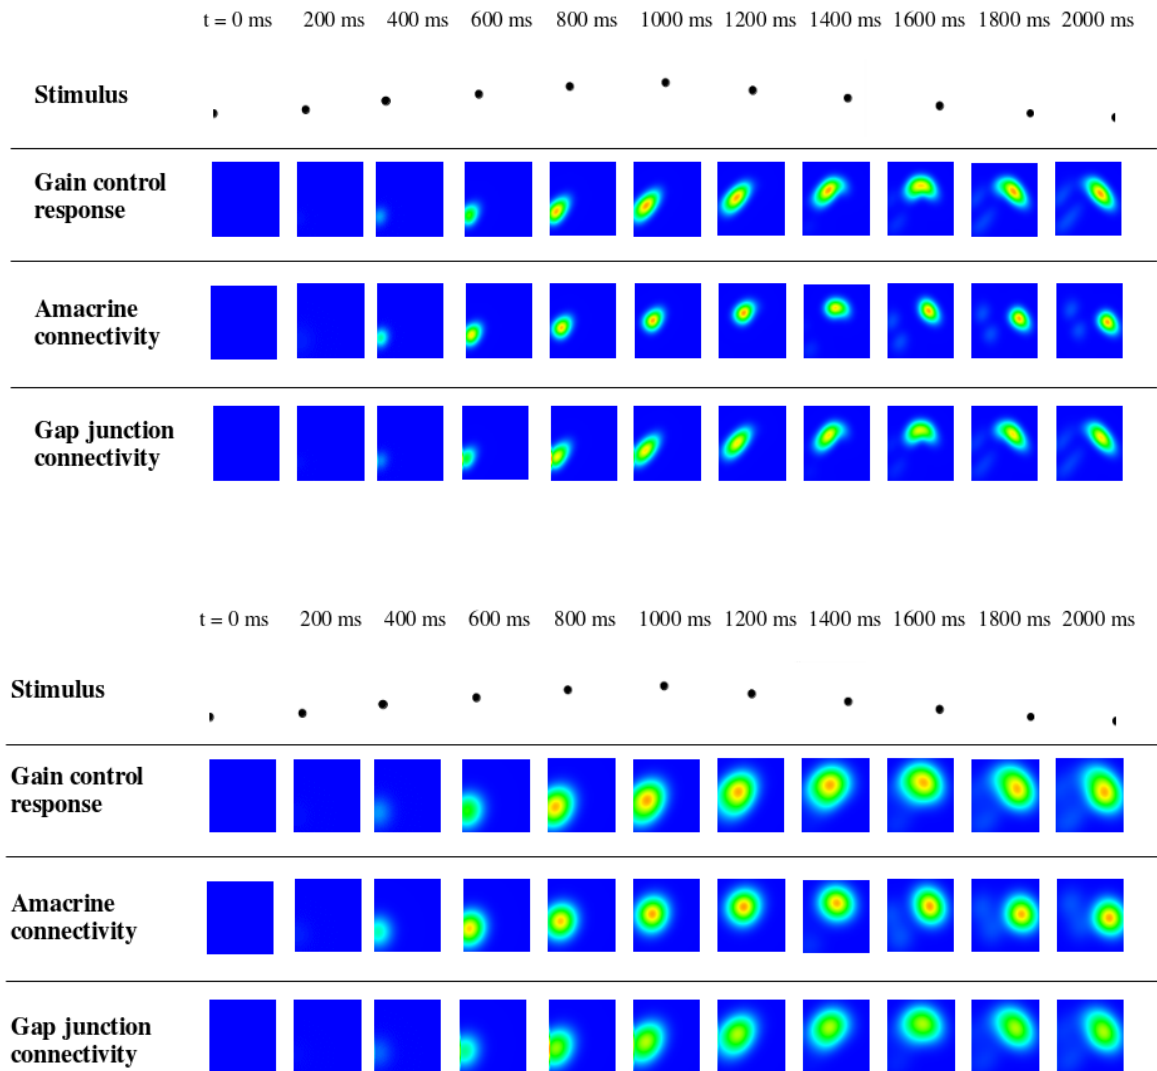 t = 0 ms 200 ms 400 ms 600 ms 800 ms 1000 ms 1200 ms 1400 ms 1600 ms 1800 ms 2000 ms
Stimulus
Gain control
response
Amacrine
connectivity
Gap junction
connectivity
t = 0 ms 200 ms 400 ms 600 ms 800 ms 1000 ms 1200 ms 1400 ms 1600 ms 1800 ms 2000 ms
Stimulus
Gain control
response
Amacrine
connectivity
Gap junction
connectivity